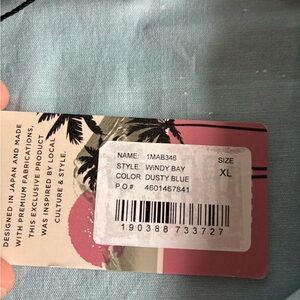 DESIGNED IN JAPAN AND MADE
WITH PREMIUM FABRICATIONS,
THIS EXCLUSIVE PRODUCT
WAS INSPIRED BY LOCAL
CULTURE & STYLE.
NAME: 1MAB346
STYLE: WINDY BAY
COLOR: DUSTY BLUE
P.O.# 4601467841
SIZE
XL
190388 733727